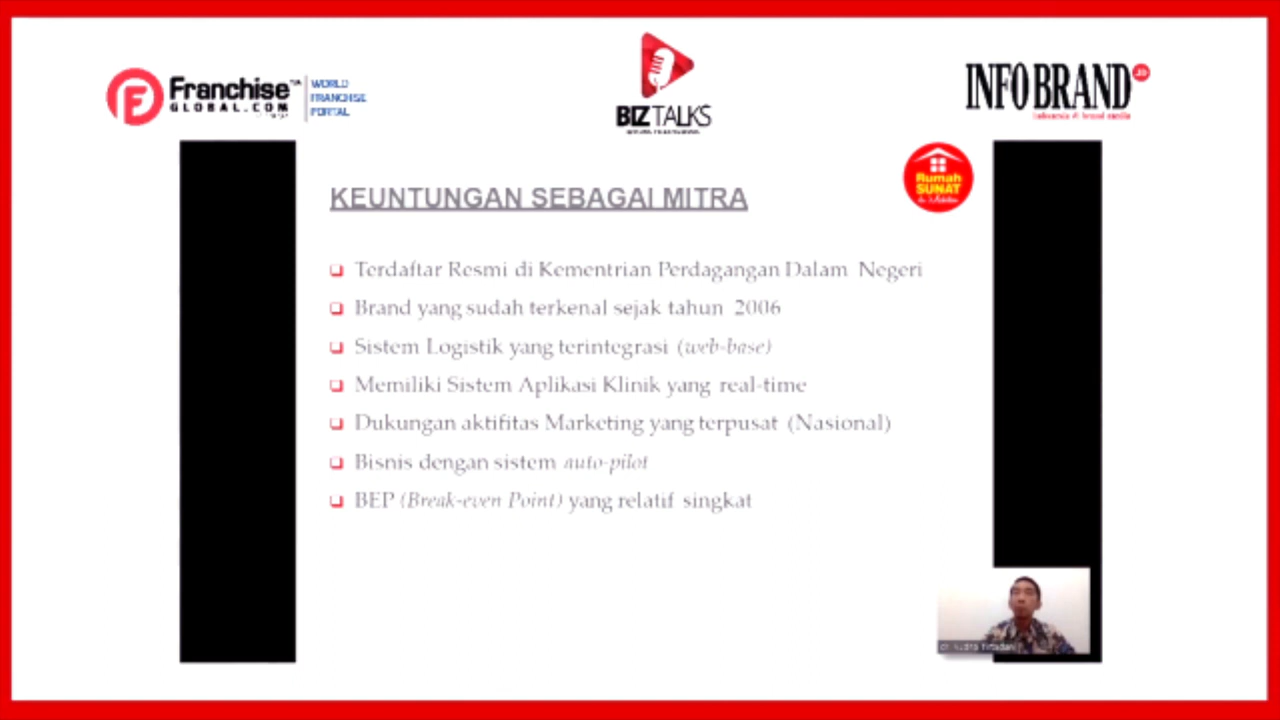 Franchise
GLOBAL.COM
WORLD
FRANCHISE
PORTAL
BIZTALKS
INFOBRAND
.ID
Rumah
SUNAT
KEUNTUNGAN SEBAGAI MITRA
Terdaftar Resmi di Kementrian Perdagangan Dalam Negeri
Brand yang sudah terkenal sejak tahun 2006
Sistem Logistik yang terintegrasi (web-base)
Memiliki Sistem Aplikasi Klinik yang real-time
Dukungan aktifitas Marketing yang terpusat (Nasional)
Bisnis dengan sistem auto-pilot
BEP (Break-even Point) yang relatif singkat